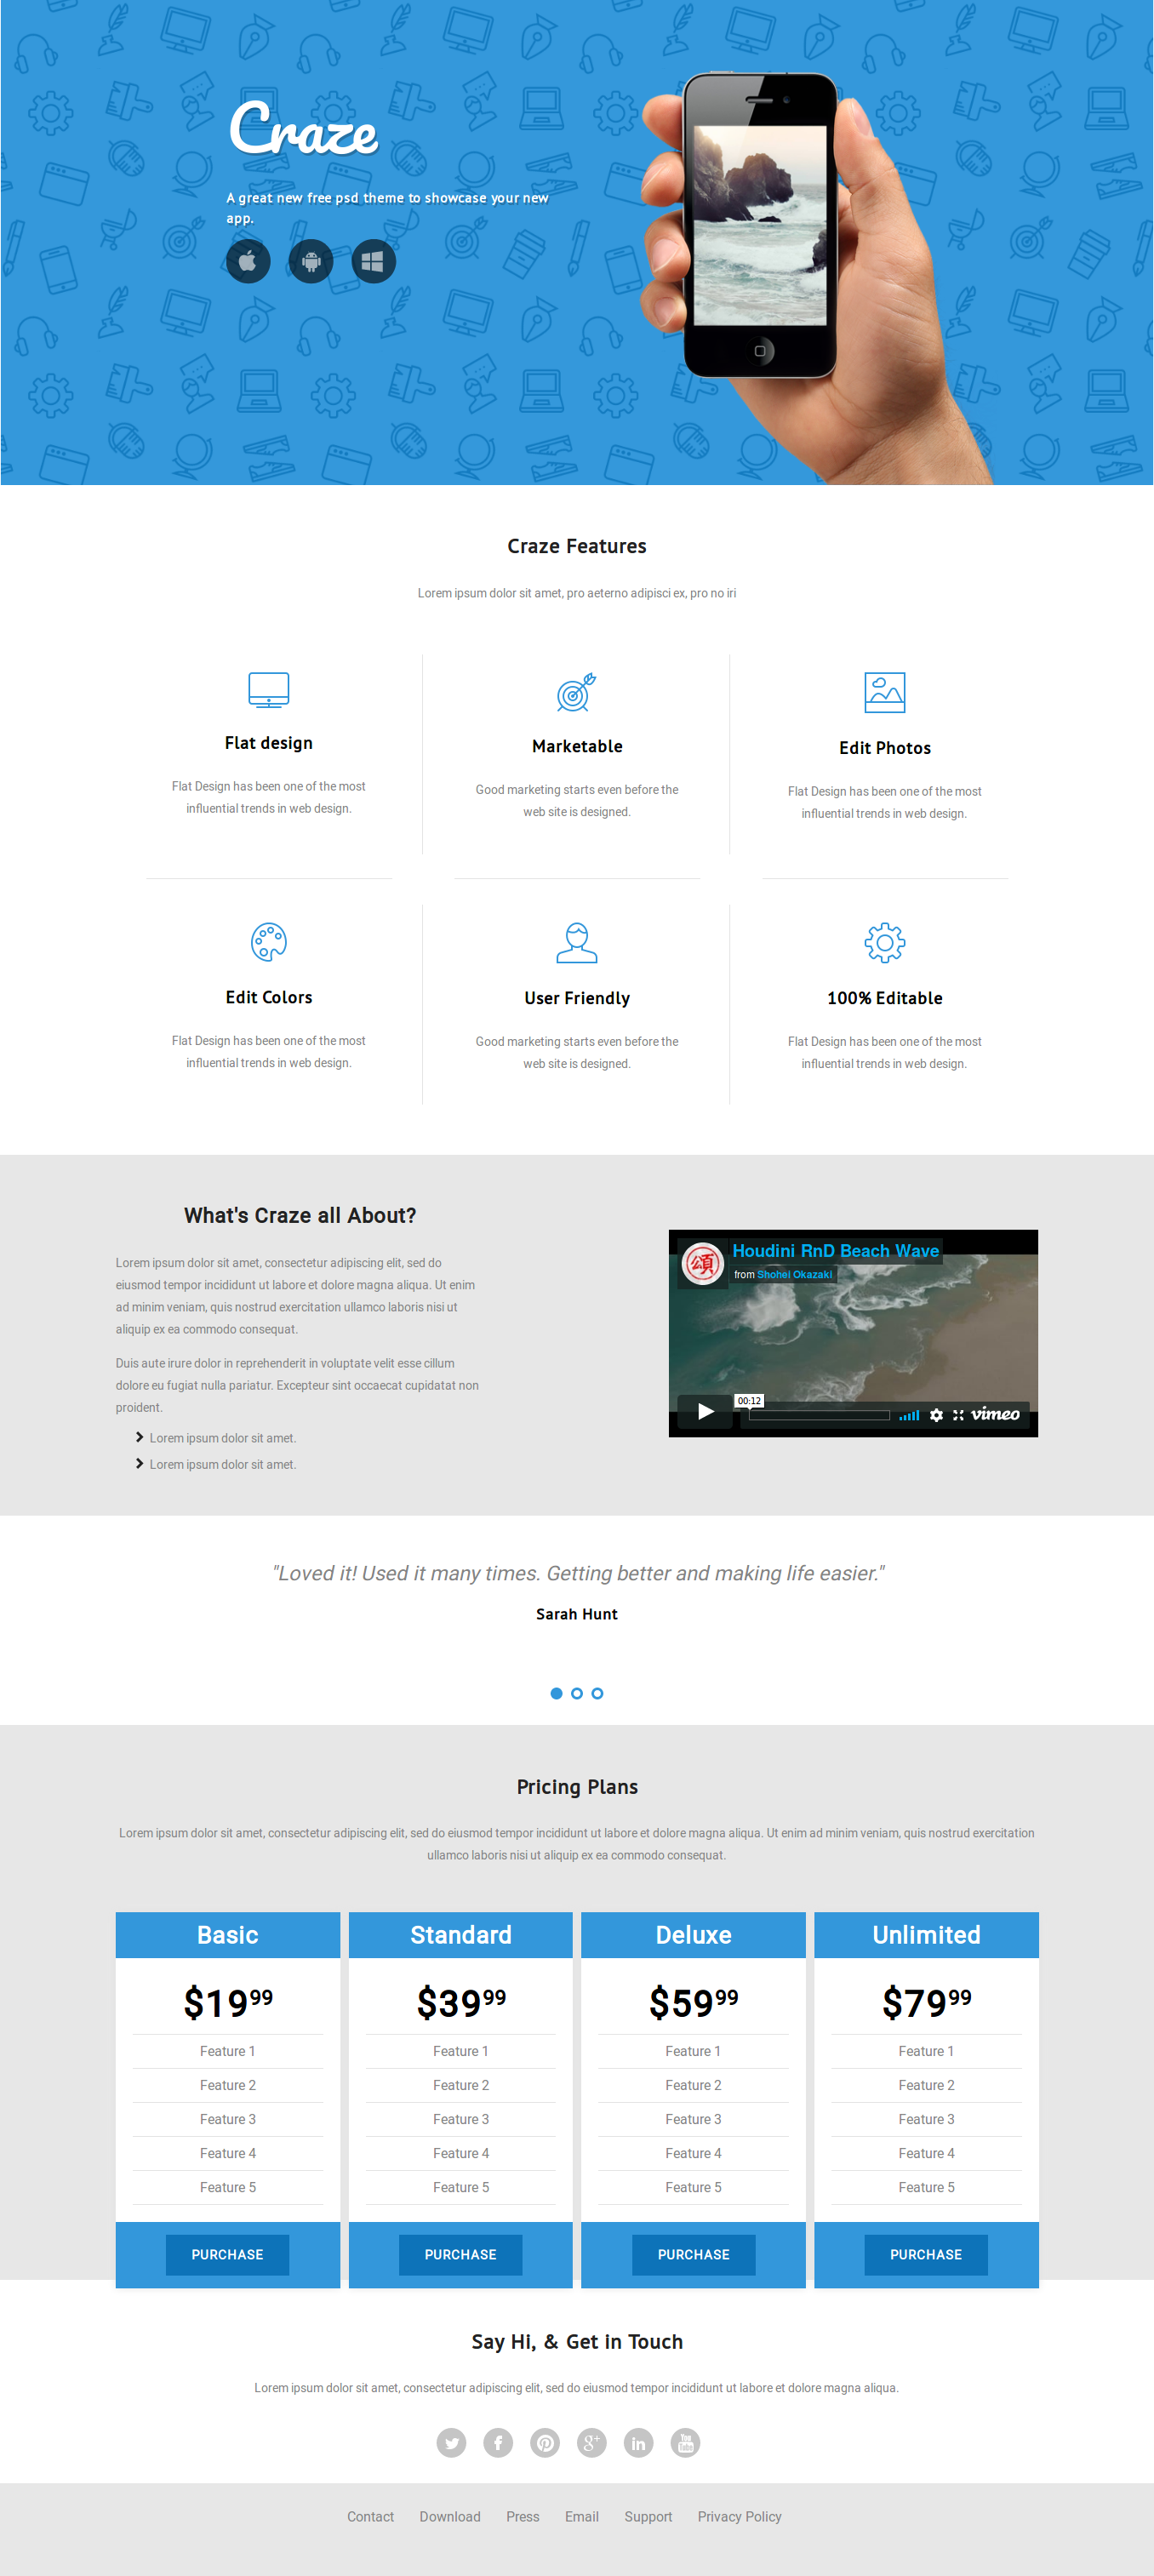 Craze
A great new free psd theme to showcase your new
app.
Craze Features
Lorem ipsum dolor sit amet, pro aeterno adipisci ex, pro no iri
Flat design
Flat Design has been one of the most
influential trends in web design.
Marketable
Good marketing starts even before the
web site is designed.
Edit Photos
Flat Design has been one of the most
influential trends in web design.
Edit Colors
Flat Design has been one of the most
influential trends in web design.
User Friendly
Good marketing starts even before the
web site is designed.
100% Editable
Flat Design has been one of the most
influential trends in web design.
What's Craze all About?
Lorem ipsum dolor sit amet, consectetur adipiscing elit, sed do
eiusmod tempor incididunt ut labore et dolore magna aliqua. Ut enim
ad minim veniam, quis nostrud exercitation ullamco laboris nisi ut
aliquip ex ea commodo consequat.
Duis aute irure dolor in reprehenderit in voluptate velit esse cillum
dolore eu fugiat nulla pariatur. Excepteur sint occaecat cupidatat non
proident.
Lorem ipsum dolor sit amet.
Lorem ipsum dolor sit amet.
頌
Houdini RnD Beach Wave
from Shohei Okazaki
00:12
vimeo
"Loved it! Used it many times. Getting better and making life easier."
Sarah Hunt
Pricing Plans
Lorem ipsum dolor sit amet, consectetur adipiscing elit, sed do eiusmod tempor incididunt ut labore et dolore magna aliqua. Ut enim ad minim veniam, quis nostrud exercitation
ullamco laboris nisi ut aliquip ex ea commodo consequat.
Basic
$1999
Feature 1
Feature 2
Feature 3
Feature 4
Feature 5
PURCHASE
Standard
$3999
Feature 1
Feature 2
Feature 3
Feature 4
Feature 5
PURCHASE
Deluxe
$5999
Feature 1
Feature 2
Feature 3
Feature 4
Feature 5
PURCHASE
Unlimited
$7999
Feature 1
Feature 2
Feature 3
Feature 4
Feature 5
PURCHASE
Say Hi, & Get in Touch
Lorem ipsum dolor sit amet, consectetur adipiscing elit, sed do eiusmod tempor incididunt ut labore et dolore magna aliqua.
You Tube
Contact Download Press Email Support Privacy Policy